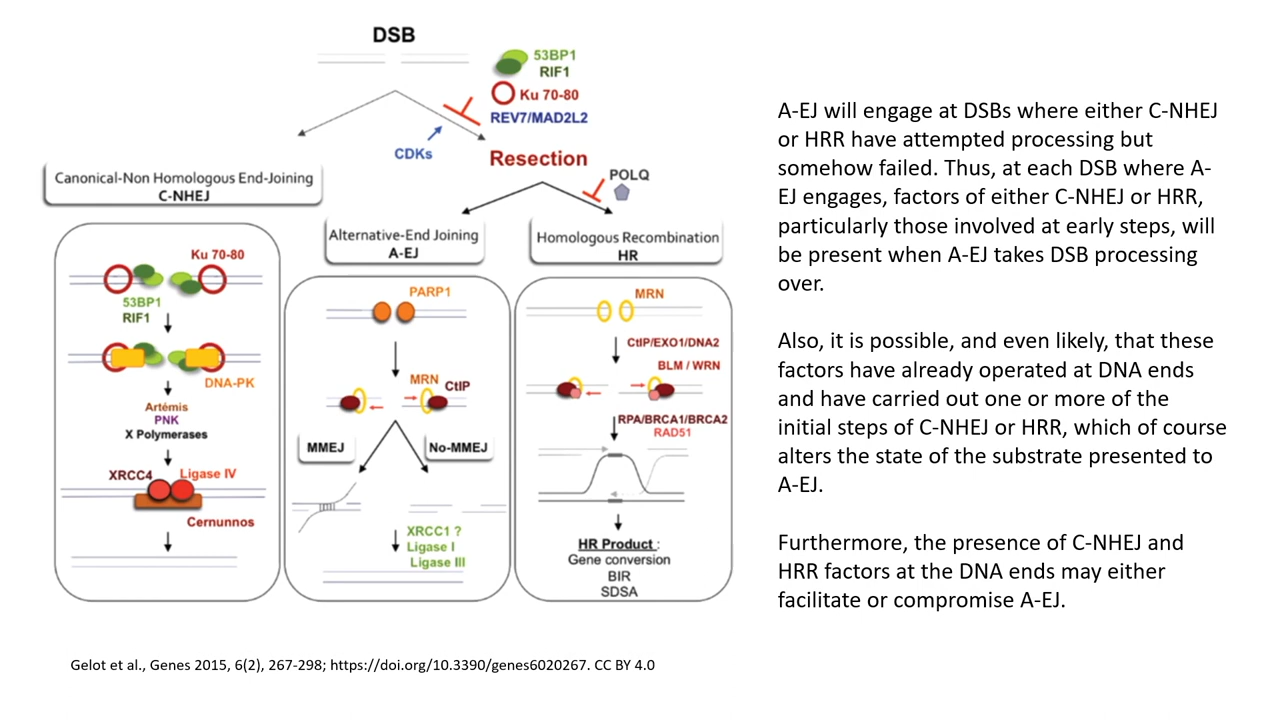 DSB
53BP1
RIF1
Ku 70-80
REV7/MAD2L2
CDKs
Resection
POLQ
Canonical-Non Homologous End-Joining
C-NHEJ
Alternative-End Joining
A-EJ
Homologous Recombination
HR
Ku 70-80
53BP1
RIF1
DNA-PK
Artémis
PNK
X Polymerases
XRCC4
Ligase IV
Cernunnos
PARP1
MRN
CtIP
MMEJ
No-MMEJ
XRCC1 ?
Ligase I
Ligase III
MRN
CtIP/EXO1/DNA2
BLM / WRN
RPA/BRCA1/BRCA2
RAD51
HR Product :
Gene conversion
BIR
SDSA
A-EJ will engage at DSBs where either C-NHEJ
or HRR have attempted processing but
somehow failed. Thus, at each DSB where A-
EJ engages, factors of either C-NHEJ or HRR,
particularly those involved at early steps, will
be present when A-EJ takes DSB processing
over.
Also, it is possible, and even likely, that these
factors have already operated at DNA ends
and have carried out one or more of the
initial steps of C-NHEJ or HRR, which of course
alters the state of the substrate presented to
A-EJ.
Furthermore, the presence of C-NHEJ and
HRR factors at the DNA ends may either
facilitate or compromise A-EJ.
Gelot et al., Genes 2015, 6(2), 267-298; https://doi.org/10.3390/genes6020267. CC BY 4.0